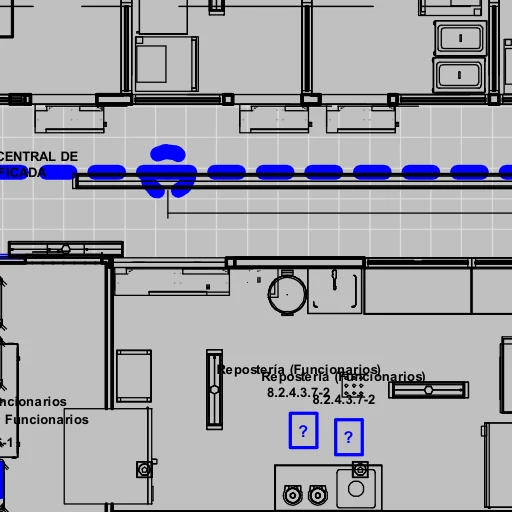 CENTRAL DE
FICADA
Repostería (Funcionarios)
Repostería (Funcionarios)
8.2.4.3.7-2
8.2.4.3.7-2
ncionarios
Funcionarios
-1
?
?